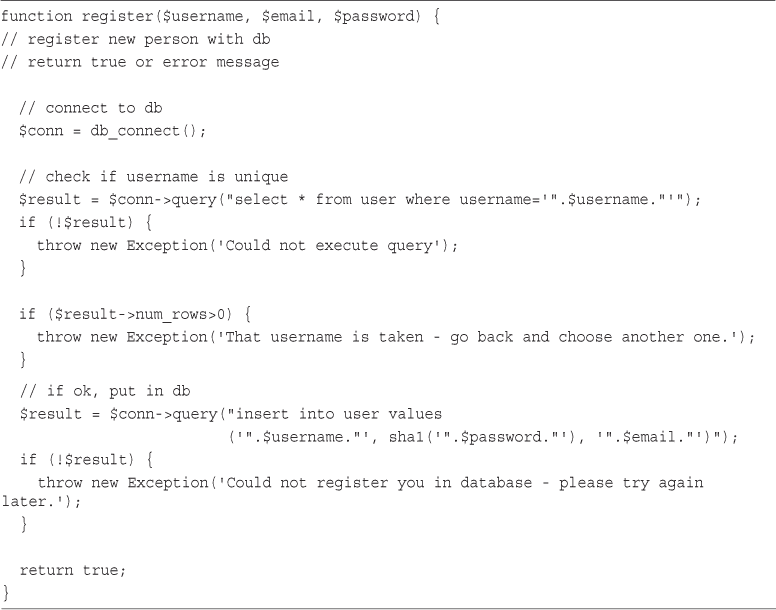 function register($username, $email, $password) {
// register new person with db
// return true or error message
  // connect to db
  $conn = db_connect();
  // check if username is unique
  $result = $conn->query("select * from user where username='".$username."'");
  if (!$result) {
    throw new Exception('Could not execute query');
  }
  if ($result->num_rows>0) {
    throw new Exception('That username is taken - go back and choose another one.');
  }
  // if ok, put in db
  $result = $conn->query("insert into user values
                         ('".$username."', sha1('".$password."'), '".$email."')");
  if (!$result) {
    throw new Exception('Could not register you in database - please try again
later.');
  }
  return true;
}